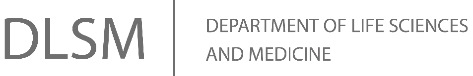 DLSM
DEPARTMENT OF LIFE SCIENCES
AND MEDICINE